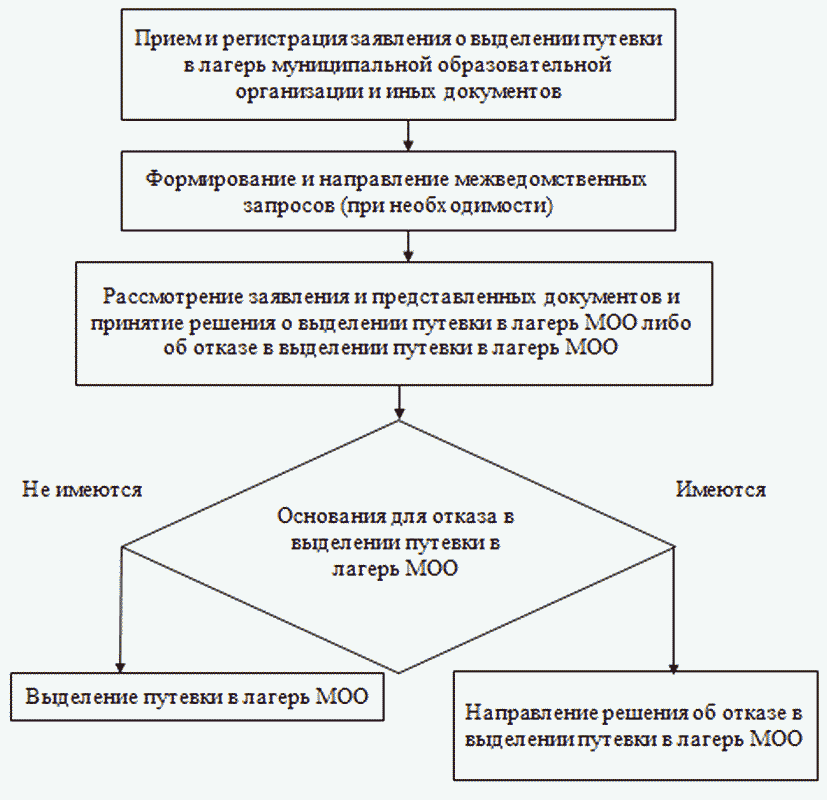 Прием и регистрация заявления о выделении путевки
в лагерь муниципальной образовательной
организации и иных документов
Формирование и направление межведомственных
запросов (при необходимости)
Рассмотрение заявления и представленных документов и
принятие решения о выделении путевки в лагерь МОО либо
об отказе в выделении путевки в лагерь МОО
Не имеются
Имеются
Основания для отказа в
выделении путевки в
лагерь МОО
Выделение путевки в лагерь МОО
Направление решения об отказе в
выделении путевки в лагерь МОО